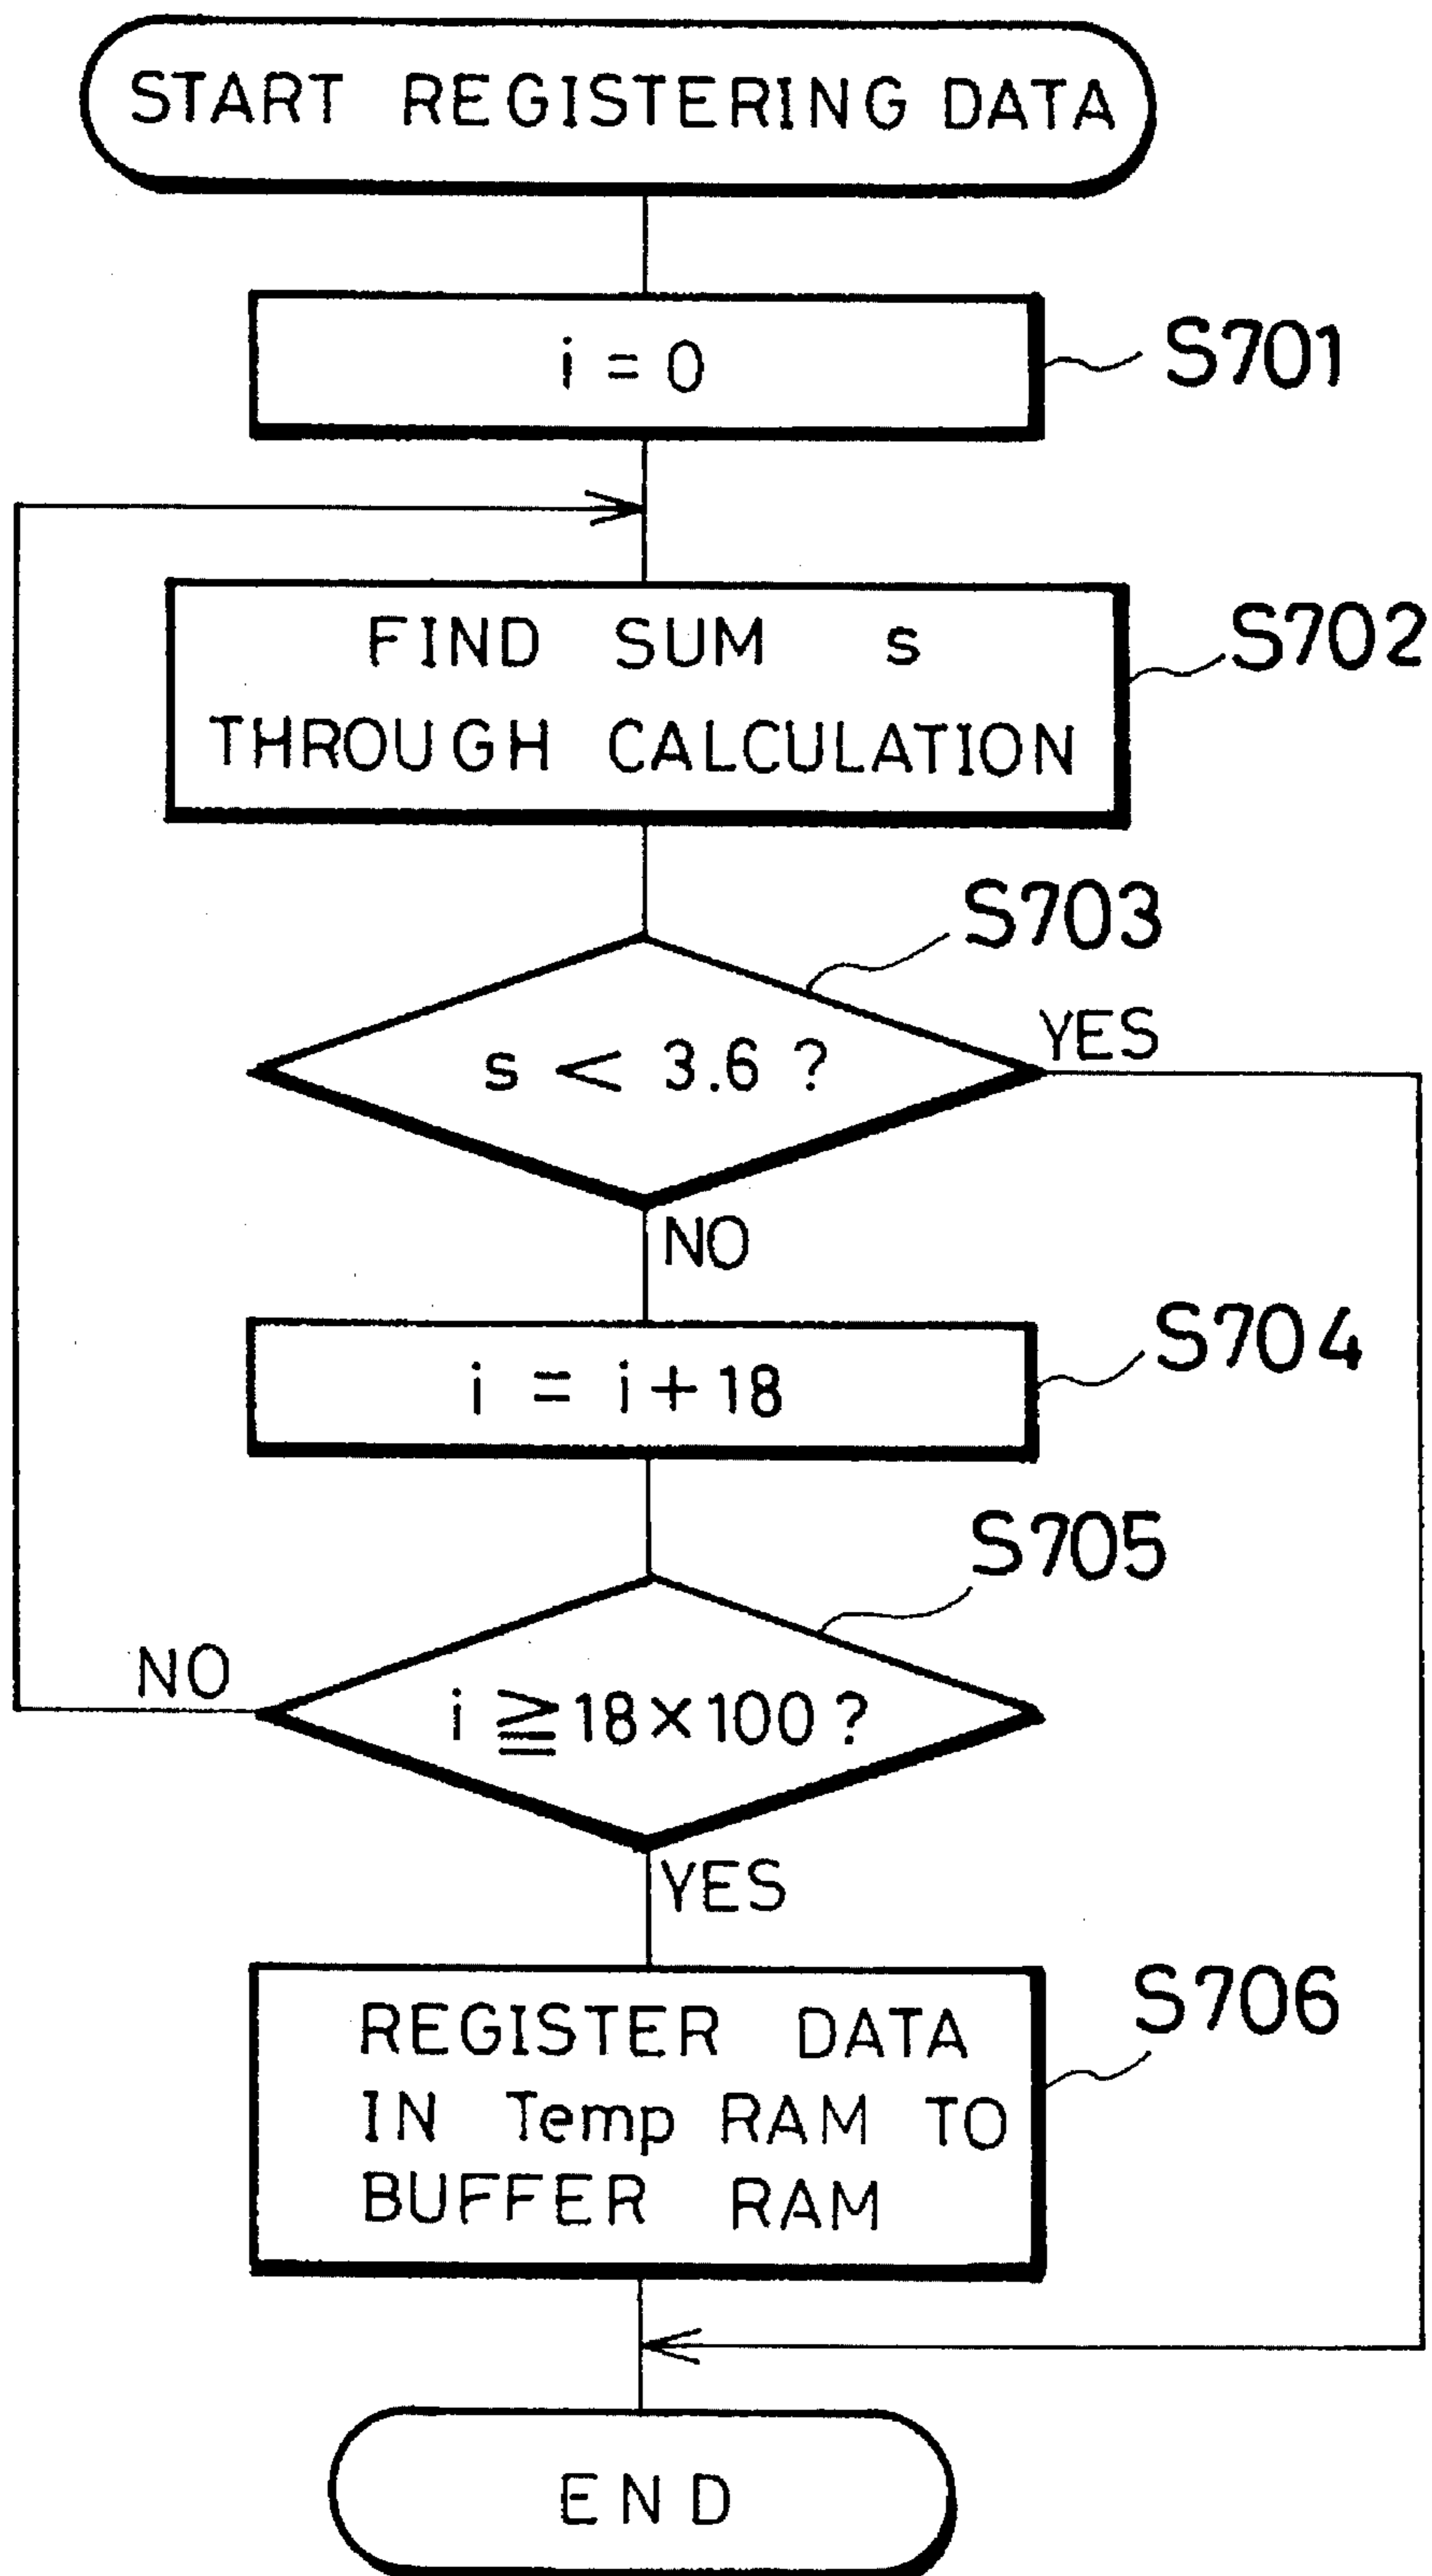 START REGISTERING DATA
i = 0
S701
FIND SUM s
THROUGH CALCULATION
S702
S703
s < 3.6 ?
YES
NO
i = i + 18
S704
S705
i ≧ 18 × 100 ?
NO
YES
REGISTER DATA
IN Temp RAM TO
BUFFER RAM
S706
END